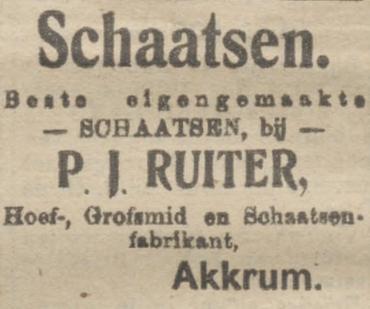 Schaatsen.
Beste eigengemaakte
— SCHAATSEN, bij —
P. J. RUITER,
Hoef-, Grofsmid en Schaatsen-
fabrikant,
Akkrum.